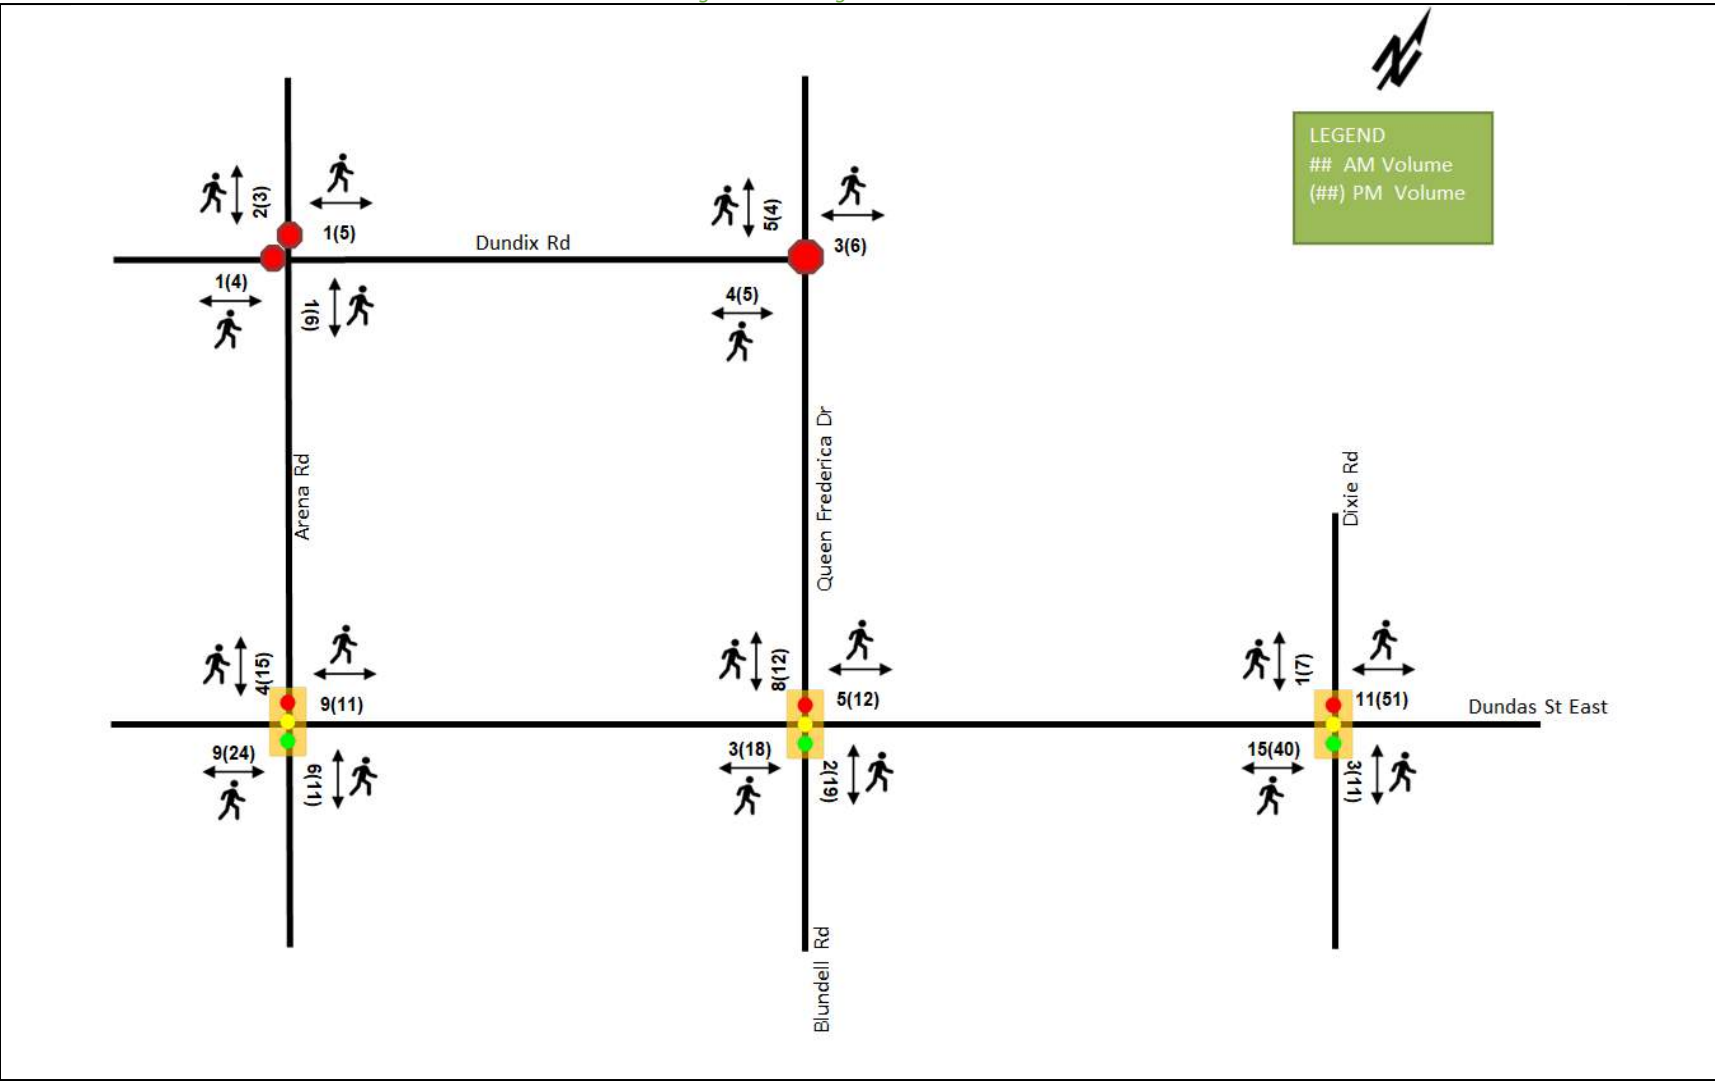 LEGEND
## AM Volume
(##) PM Volume
2(3)
1(5)
1(4)
1(6)
Dundix Rd
5(4)
3(6)
4(5)
Arena Rd
Queen Frederica Dr
Dixie Rd
4(15)
9(11)
9(24)
6(11)
8(12)
5(12)
3(18)
2(19)
1(7)
11(51)
15(40)
3(11)
Dundas St East
Blundell Rd